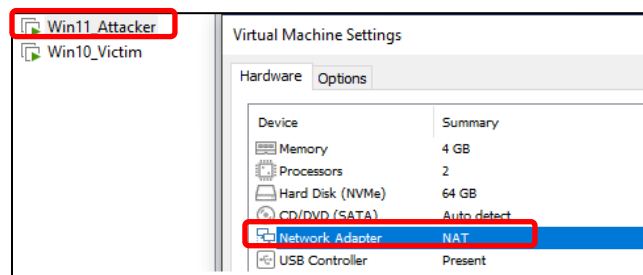 Win11_Attacker
Win10_Victim
Virtual Machine Settings
Hardware Options
Device Summary
Memory 4 GB
Processors 2
Hard Disk (NVMe) 64 GB
CD/DVD (SATA) Auto detect
Network Adapter NAT
USB Controller Present